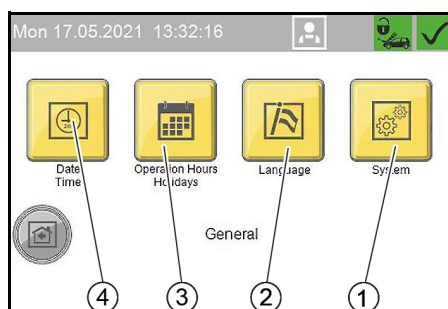 Mon 17.05.2021 13:32:16
24
Date
Time
Operation Hours
Holidays
Language
System
General
4
3
2
1